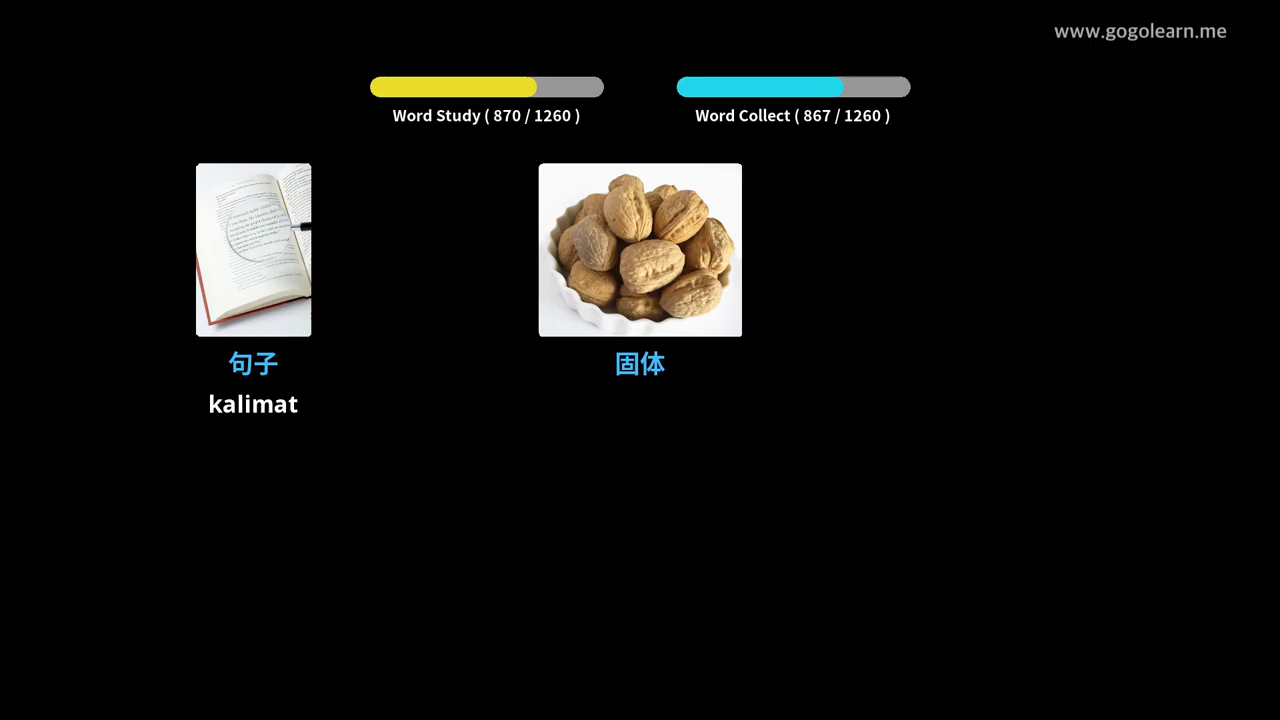 www.gogolearn.me
Word Study ( 870 / 1260 )
Word Collect ( 867 / 1260 )
句子
固体
kalimat